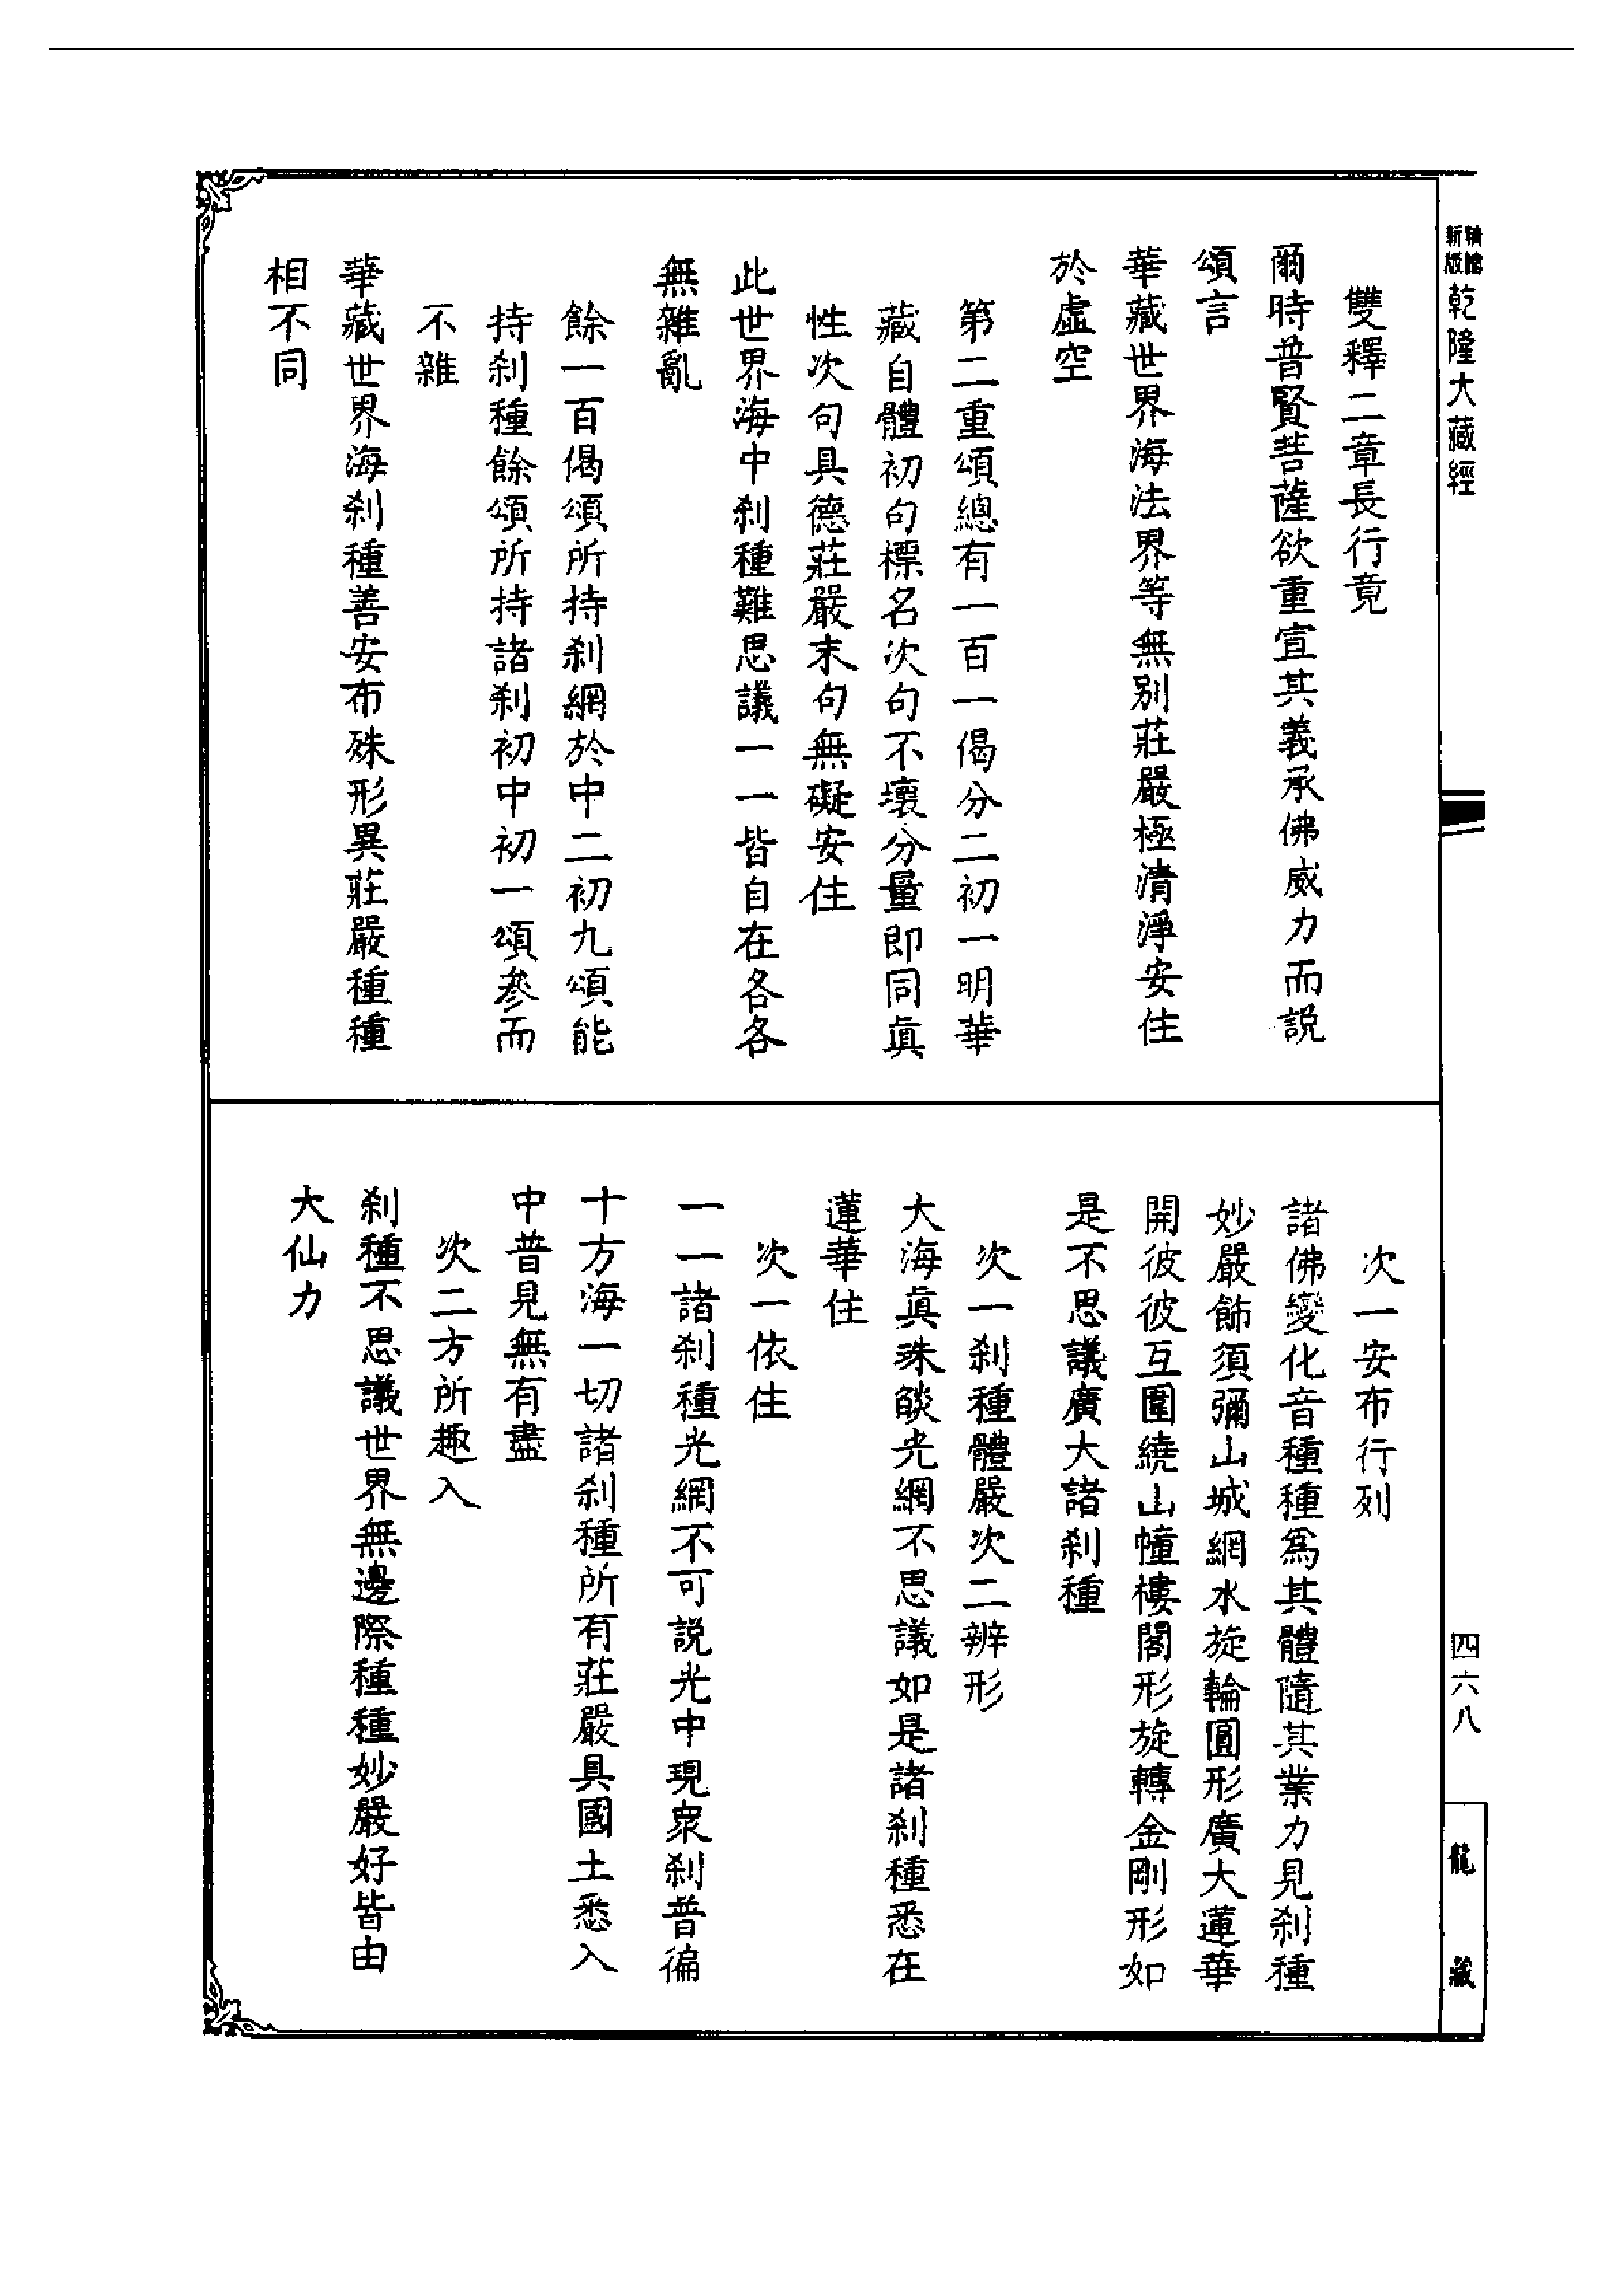 精縮
新版
乾隆大藏經
四六八
龍藏
雙釋二章長行竟
爾時普賢菩薩欲重宣其義承佛威力而說
頌言
華藏世界海法界等無別莊嚴極清淨安住
於虛空
第二重頌總有一百一偈分二初一明華
藏自體初句標名次句不壞分量即同眞
性次句具德莊嚴末句無礙安住
此世界海中刹種難思議一一皆自在各各
無雜亂
餘一百偈頌所持刹網於中二初九頌能
持刹種餘頌所持諸刹初中初一頌參而
不雜
華藏世界海刹種善安布殊形異莊嚴種種
相不同
次一安布行列
諸佛變化音種種為其體隨其業力見刹種
妙嚴飾須彌山城網水旋輪圓形廣大蓮華
開彼彼互圍繞山幢樓閣形旋轉金剛形如
是不思議廣大諸刹種
次一刹種體嚴次二辨形
大海眞珠燄光網不思議如是諸刹種悉在
蓮華住
次一依住
一一諸刹種光網不可說光中現衆刹普徧
十方海一切諸刹種所有莊嚴具國土悉入
中普見無有盡
次二方所趣入
刹種不思議世界無邊際種種妙嚴好皆由
大仙力